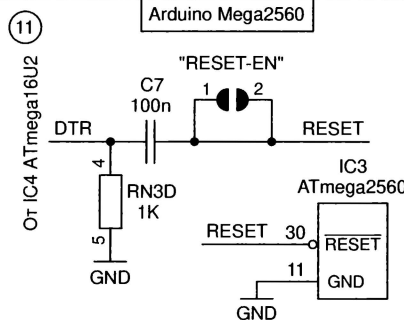 11
Arduino Mega2560
От IC4 ATmega16U2
"RESET-EN"
C7
100n
1 2
DTR
RESET
4
RN3D
1K
5
GND
IC3
ATmega2560
RESET 30
RESET
11
GND
GND